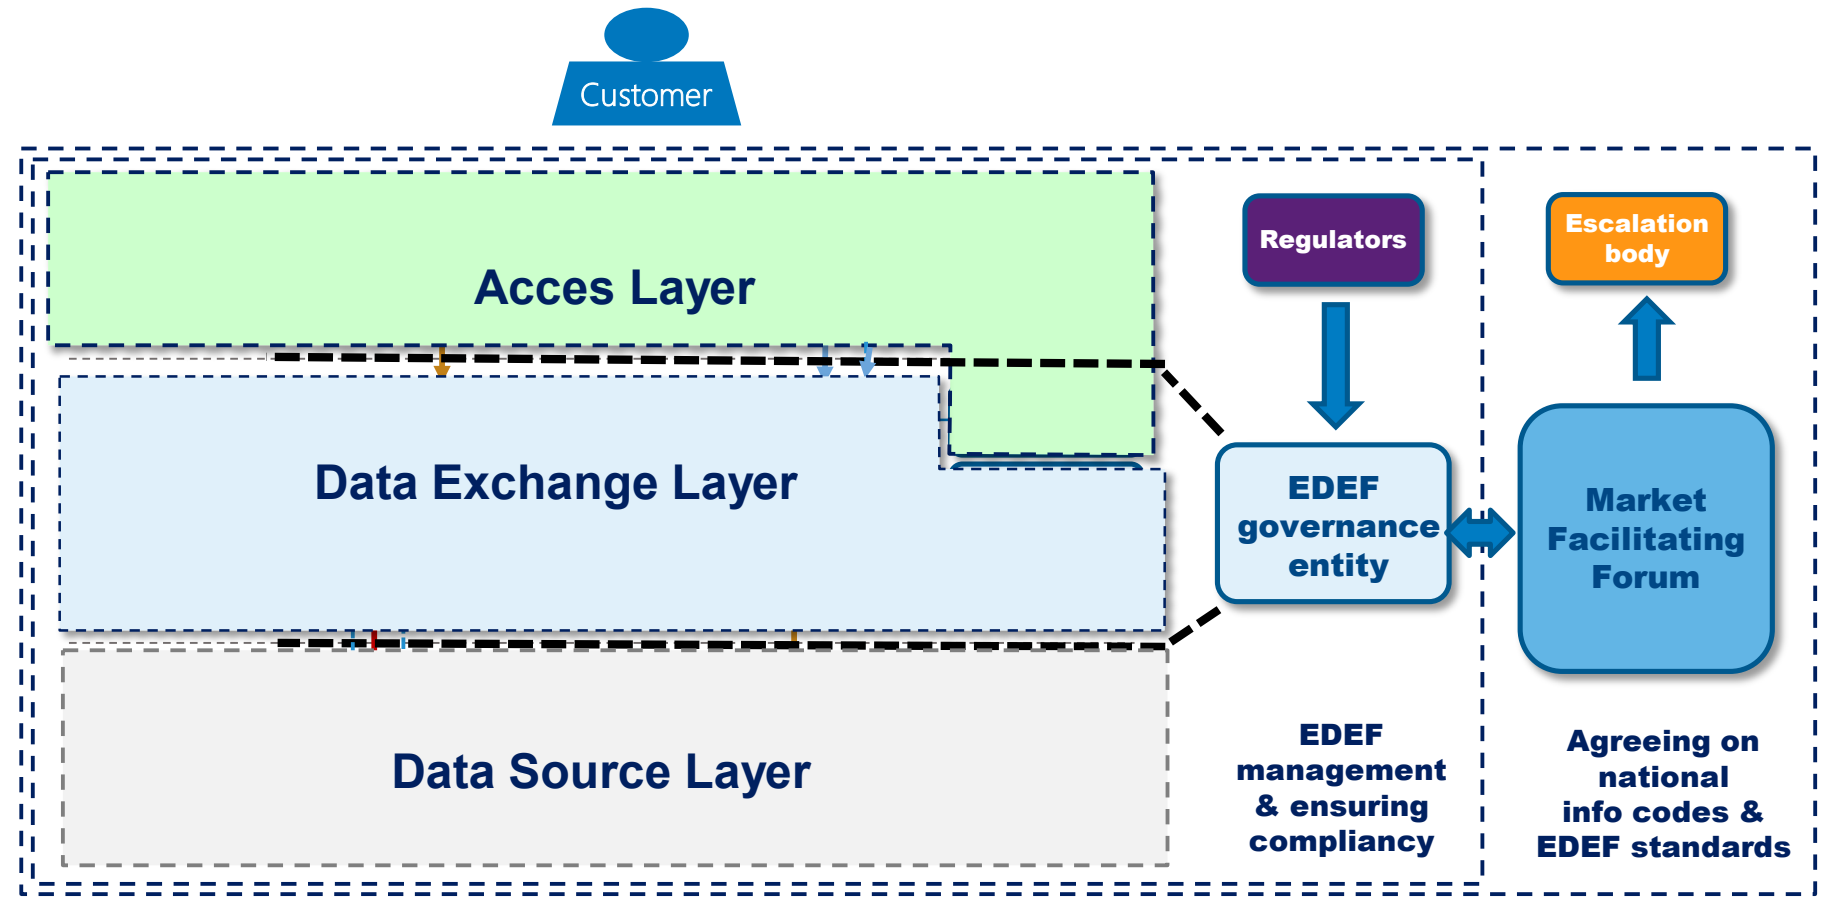 Customer
Acces Layer
Data Exchange Layer
Data Source Layer
Regulators
EDEF
governance
entity
EDEF
management
& ensuring
compliancy
Escalation
body
Market
Facilitating
Forum
Agreeing on
national
info codes &
EDEF standards